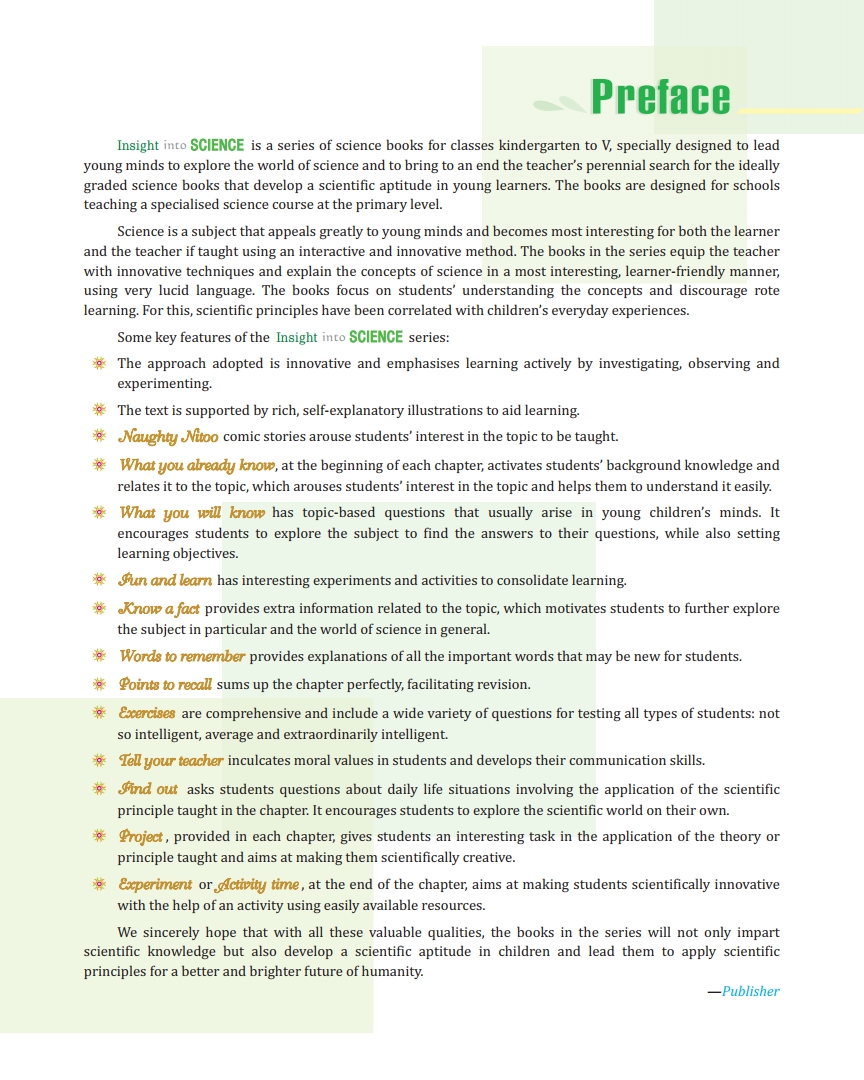 Preface
Insight into SCIENCE is a series of science books for classes kindergarten to V, specially designed to lead
young minds to explore the world of science and to bring to an end the teacher's perennial search for the ideally
graded science books that develop a scientific aptitude in young learners. The books are designed for schools
teaching a specialised science course at the primary level.
Science is a subject that appeals greatly to young minds and becomes most interesting for both the learner
and the teacher if taught using an interactive and innovative method. The books in the series equip the teacher
with innovative techniques and explain the concepts of science in a most interesting, learner-friendly manner,
using very lucid language. The books focus on students' understanding the concepts and discourage rote
learning. For this, scientific principles have been correlated with children's everyday experiences.
Some key features of the Insight into SCIENCE series:
The approach adopted is innovative and emphasises learning actively by investigating, observing and
experimenting.
The text is supported by rich, self-explanatory illustrations to aid learning.
Naughty Nitoo comic stories arouse students' interest in the topic to be taught.
What you already know, at the beginning of each chapter, activates students' background knowledge and
relates it to the topic, which arouses students' interest in the topic and helps them to understand it easily.
What you will know has topic-based questions that usually arise in young children's minds. It
encourages students to explore the subject to find the answers to their questions, while also setting
learning objectives.
Fun and learn has interesting experiments and activities to consolidate learning.
Know a fact provides extra information related to the topic, which motivates students to further explore
the subject in particular and the world of science in general.
Words to remember provides explanations of all the important words that may be new for students.
Points to recall sums up the chapter perfectly, facilitating revision.
Exercises are comprehensive and include a wide variety of questions for testing all types of students: not
so intelligent, average and extraordinarily intelligent.
Tell your teacher inculcates moral values in students and develops their communication skills.
Find out asks students questions about daily life situations involving the application of the scientific
principle taught in the chapter. It encourages students to explore the scientific world on their own.
Project, provided in each chapter, gives students an interesting task in the application of the theory or
principle taught and aims at making them scientifically creative.
Experiment or Activity time, at the end of the chapter, aims at making students scientifically innovative
with the help of an activity using easily available resources.
We sincerely hope that with all these valuable qualities, the books in the series will not only impart
scientific knowledge but also develop a scientific aptitude in children and lead them to apply scientific
principles for a better and brighter future of humanity.
—Publisher